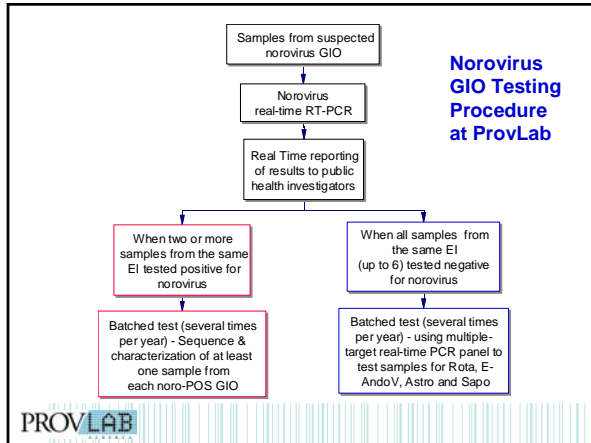 Samples from suspected
norovirus GIO
Norovirus
GIO Testing
Procedure
at ProvLab
Norovirus
real-time RT-PCR
Real Time reporting
of results to public
health investigators
When two or more
samples from the same
EI tested positive for
norovirus
When all samples from
the same EI
(up to 6) tested negative
for norovirus
Batched test (several times
per year) - Sequence &
characterization of at least
one sample from
each noro-POS GIO
Batched test (several times
per year) - using multiple-
target real-time PCR panel to
test samples for Rota, E-
AndoV, Astro and Sapo
PROVLAB
ALBERTA